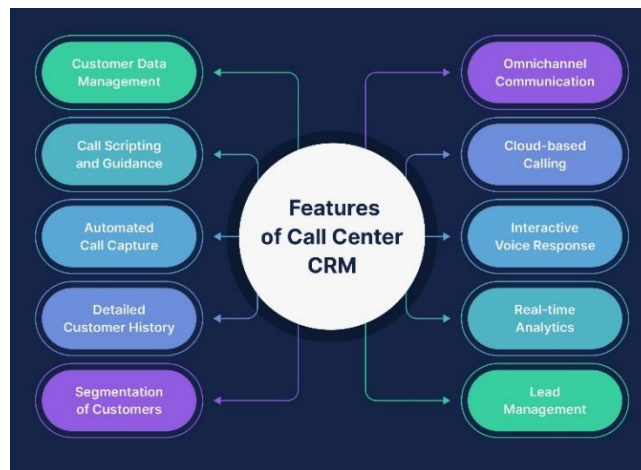 Customer Data
Management
Call Scripting
and Guidance
Automated
Call Capture
Detailed
Customer History
Segmentation
of Customers
Features
of Call Center
CRM
Omnichannel
Communication
Cloud-based
Calling
Interactive
Voice Response
Real-time
Analytics
Lead
Management